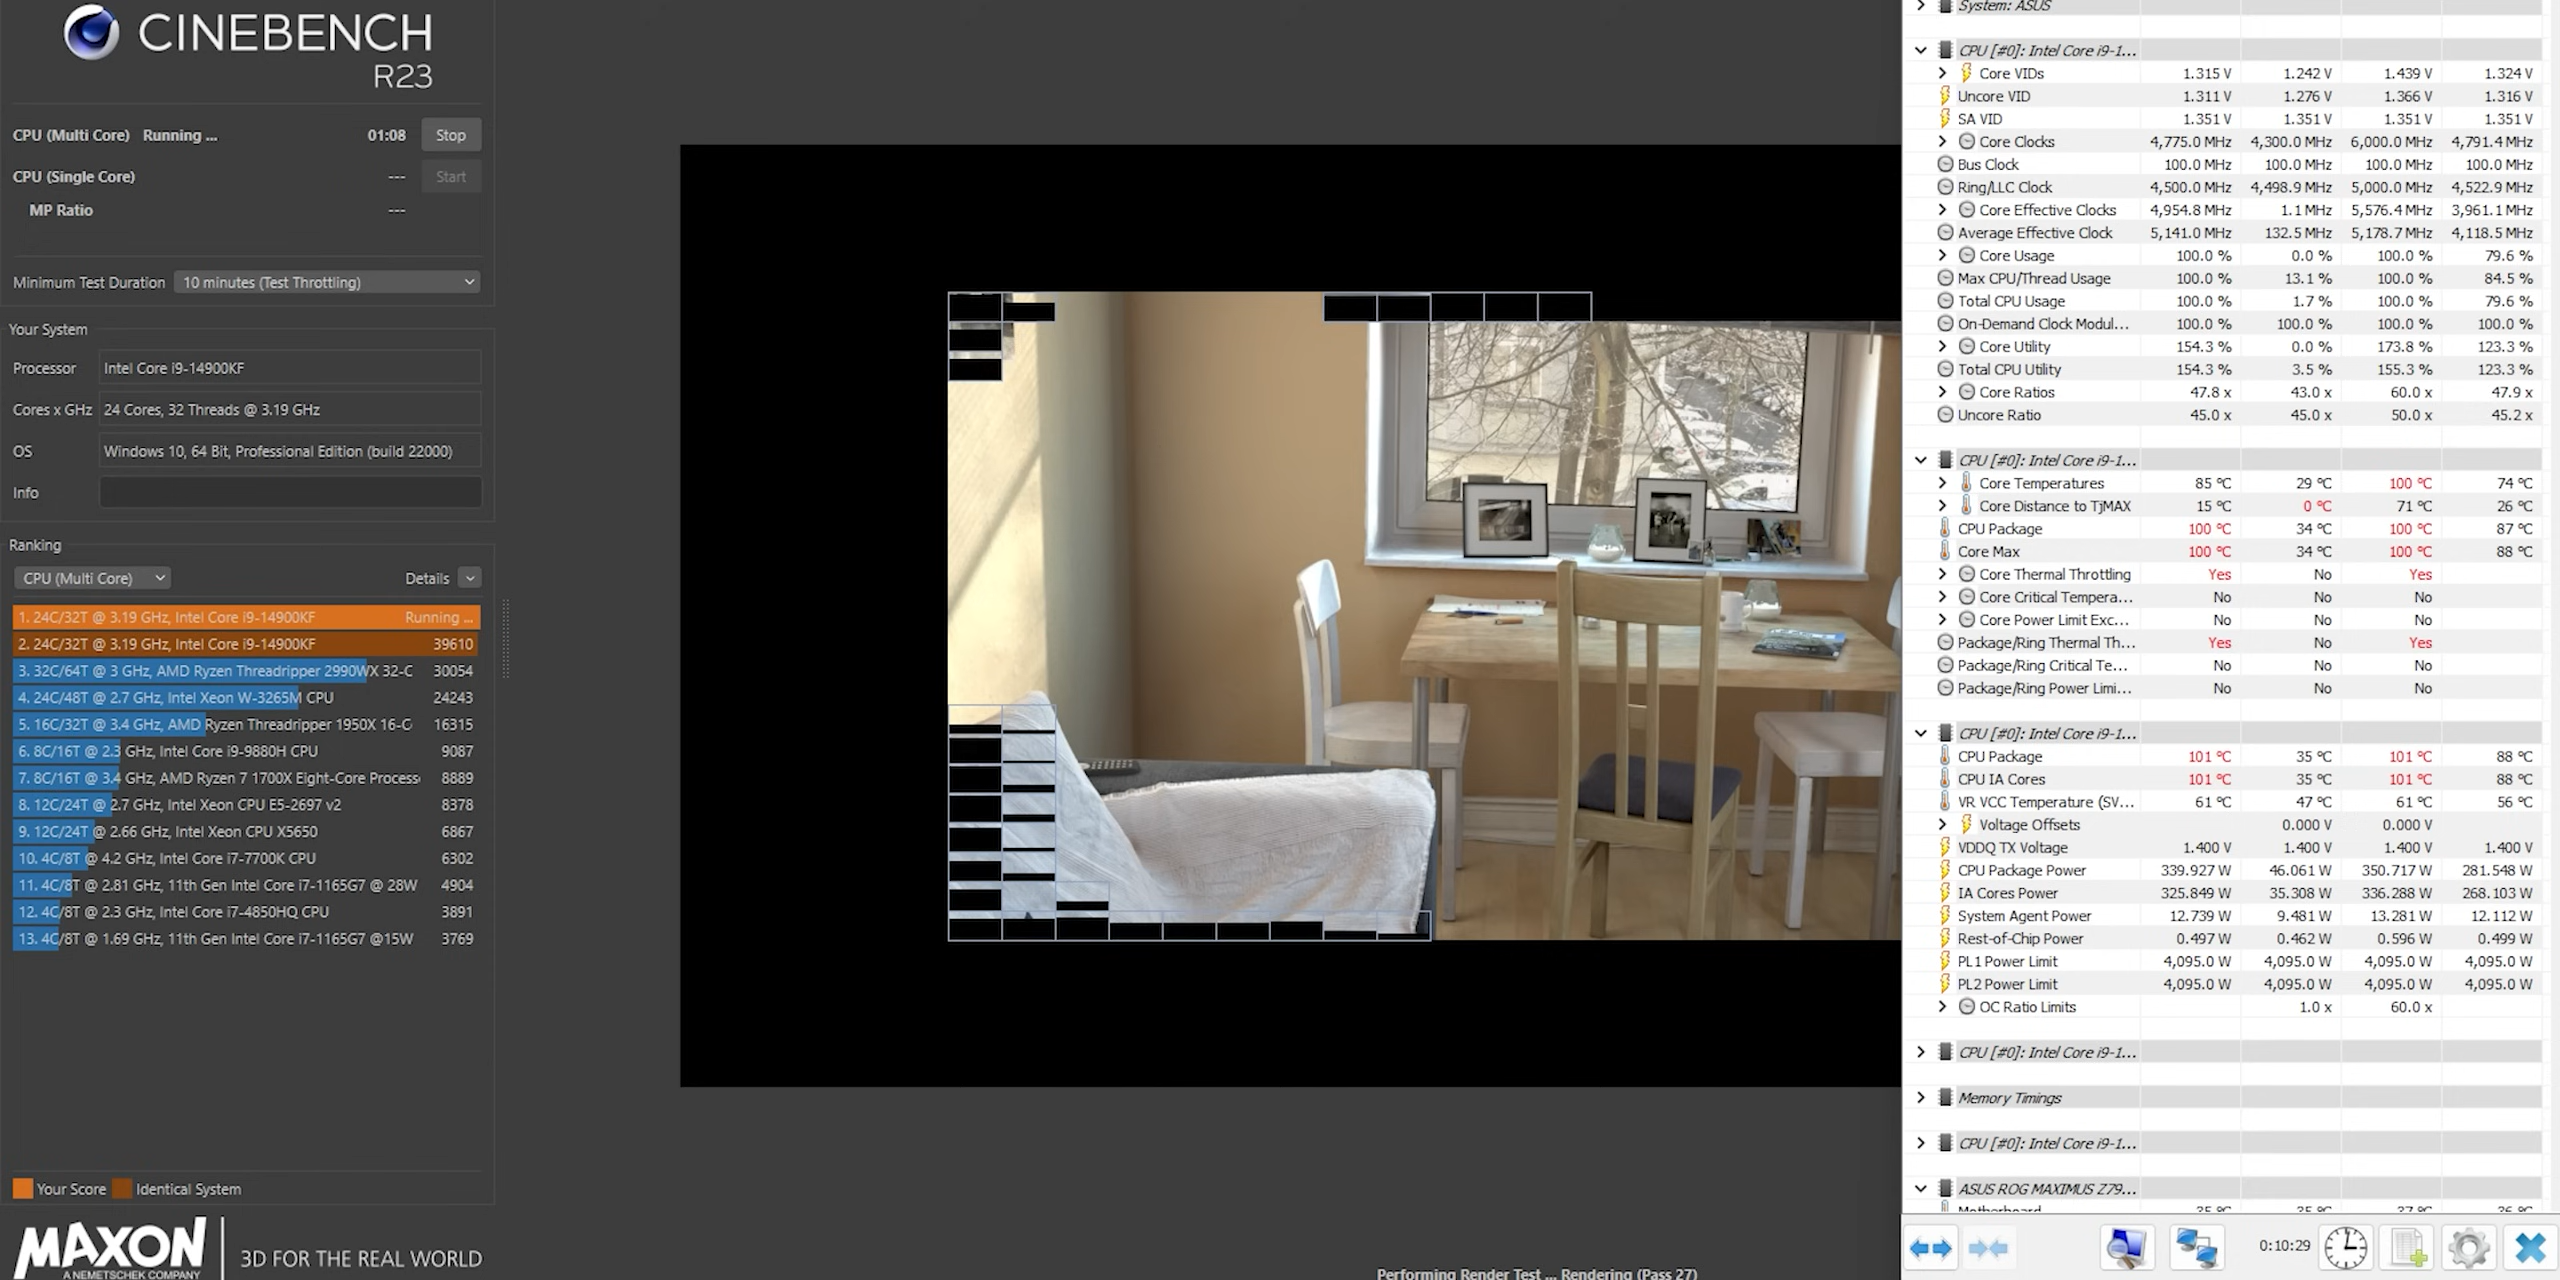 CINEBENCH
R23
CPU (Multi Core) Running ... 01:08 Stop
CPU (Single Core) --- Start
MP Ratio ---
Minimum Test Duration 10 minutes (Test Throttling)
Your System
Processor Intel Core i9-14900KF
Cores x GHz 24 Cores, 32 Threads @ 3.19 GHz
OS Windows 10, 64 Bit, Professional Edition (build 22000)
Info
Ranking
CPU (Multi Core) Details
1. 24C/32T @ 3.19 GHz, Intel Core i9-14900KF Running ...
2. 24C/32T @ 3.19 GHz, Intel Core i9-14900KF 39610
3. 32C/64T @ 3 GHz, AMD Ryzen Threadripper 2990WX 32-C 30054
4. 24C/48T @ 2.7 GHz, Intel Xeon W-3265M CPU 24243
5. 16C/32T @ 3.4 GHz, AMD Ryzen Threadripper 1950X 16-C 16315
6. 8C/16T @ 2.3 GHz, Intel Core i9-9880H CPU 9087
7. 8C/16T @ 3.4 GHz, AMD Ryzen 7 1700X Eight-Core Process 8889
8. 12C/24T @ 2.7 GHz, Intel Xeon CPU E5-2697 v2 8378
9. 12C/24T @ 2.66 GHz, Intel Xeon CPU X5650 6867
10. 4C/8T @ 4.2 GHz, Intel Core i7-7700K CPU 6302
11. 4C/8T @ 2.81 GHz, 11th Gen Intel Core i7-1165G7 @ 28W 4904
12. 4C/8T @ 2.3 GHz, Intel Core i7-4850HQ CPU 3891
13. 4C/8T @ 1.69 GHz, 11th Gen Intel Core i7-1165G7 @15W 3769
Your Score Identical System
MAXON
A NEMETSCHEK COMPANY
3D FOR THE REAL WORLD
Performing Render Test ... Rendering (Pass 27)
System: ASUS
CPU [#0]: Intel Core i9-1...
Core VIDs 1.315 V 1.242 V 1.439 V 1.324 V
Uncore VID 1.311 V 1.276 V 1.366 V 1.316 V
SA VID 1.351 V 1.351 V 1.351 V 1.351 V
Core Clocks 4,775.0 MHz 4,300.0 MHz 6,000.0 MHz 4,791.4 MHz
Bus Clock 100.0 MHz 100.0 MHz 100.0 MHz 100.0 MHz
Ring/LLC Clock 4,500.0 MHz 4,498.9 MHz 5,000.0 MHz 4,522.9 MHz
Core Effective Clocks 4,954.8 MHz 1.1 MHz 5,576.4 MHz 3,961.1 MHz
Average Effective Clock 5,141.0 MHz 132.5 MHz 5,178.7 MHz 4,118.5 MHz
Core Usage 100.0 % 0.0 % 100.0 % 79.6 %
Max CPU/Thread Usage 100.0 % 13.1 % 100.0 % 84.5 %
Total CPU Usage 100.0 % 1.7 % 100.0 % 79.6 %
On-Demand Clock Modul... 100.0 % 100.0 % 100.0 % 100.0 %
Core Utility 154.3 % 0.0 % 173.8 % 123.3 %
Total CPU Utility 154.3 % 3.5 % 155.3 % 123.3 %
Core Ratios 47.8 x 43.0 x 60.0 x 47.9 x
Uncore Ratio 45.0 x 45.0 x 50.0 x 45.2 x
CPU [#0]: Intel Core i9-1...
Core Temperatures 85 °C 29 °C 100 °C 74 °C
Core Distance to TjMAX 15 °C 0 °C 71 °C 26 °C
CPU Package 100 °C 34 °C 100 °C 87 °C
Core Max 100 °C 34 °C 100 °C 88 °C
Core Thermal Throttling Yes No Yes
Core Critical Tempera... No No No
Core Power Limit Exc... No No No
Package/Ring Thermal Th... Yes No Yes
Package/Ring Critical Te... No No No
Package/Ring Power Limi... No No No
CPU [#0]: Intel Core i9-1...
CPU Package 101 °C 35 °C 101 °C 88 °C
CPU IA Cores 101 °C 35 °C 101 °C 88 °C
VR VCC Temperature (SV... 61 °C 47 °C 61 °C 56 °C
Voltage Offsets 0.000 V 0.000 V
VDDQ TX Voltage 1.400 V 1.400 V 1.400 V 1.400 V
CPU Package Power 339.927 W 46.061 W 350.717 W 281.548 W
IA Cores Power 325.849 W 35.308 W 336.288 W 268.103 W
System Agent Power 12.739 W 9.481 W 13.281 W 12.112 W
Rest-of-Chip Power 0.497 W 0.462 W 0.596 W 0.499 W
PL1 Power Limit 4,095.0 W 4,095.0 W 4,095.0 W 4,095.0 W
PL2 Power Limit 4,095.0 W 4,095.0 W 4,095.0 W 4,095.0 W
OC Ratio Limits 1.0 x 60.0 x
CPU [#0]: Intel Core i9-1...
Memory Timings
CPU [#0]: Intel Core i9-1...
ASUS ROG MAXIMUS Z79...
Motherboard 35 °C 35 °C 37 °C 36 °C
0:10:29